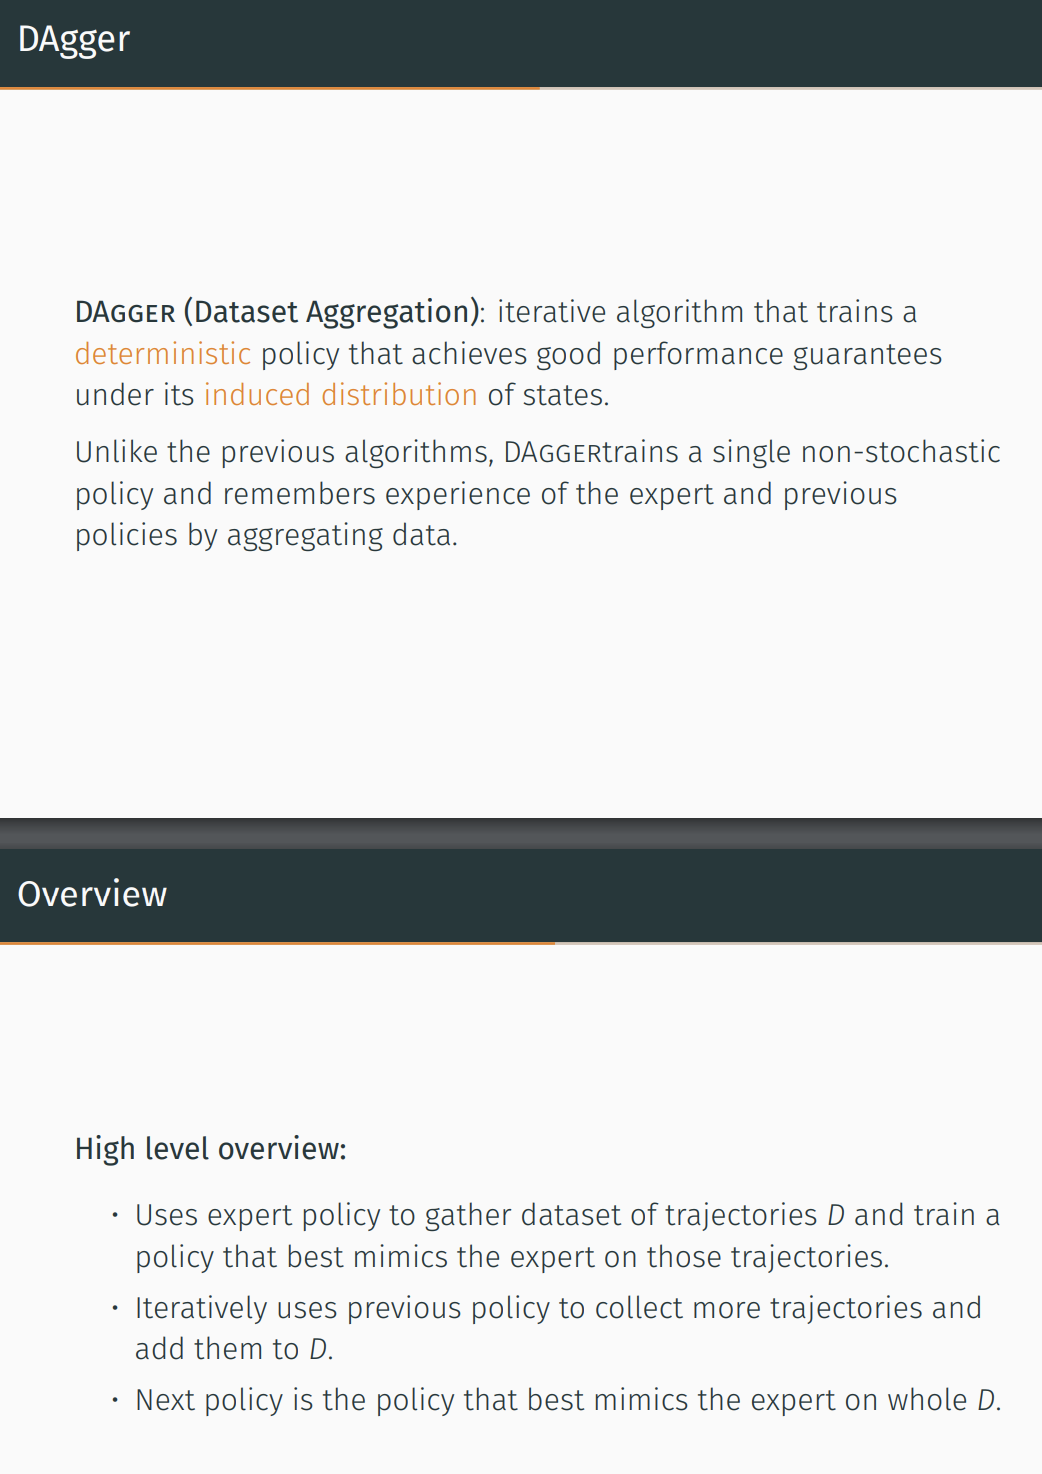 DAgger
DAGGER (Dataset Aggregation): iterative algorithm that trains a
deterministic policy that achieves good performance guarantees
under its induced distribution of states.
Unlike the previous algorithms, DAGGERtrains a single non-stochastic
policy and remembers experience of the expert and previous
policies by aggregating data.
Overview
High level overview:
• Uses expert policy to gather dataset of trajectories D and train a
policy that best mimics the expert on those trajectories.
• Iteratively uses previous policy to collect more trajectories and
add them to D.
• Next policy is the policy that best mimics the expert on whole D.